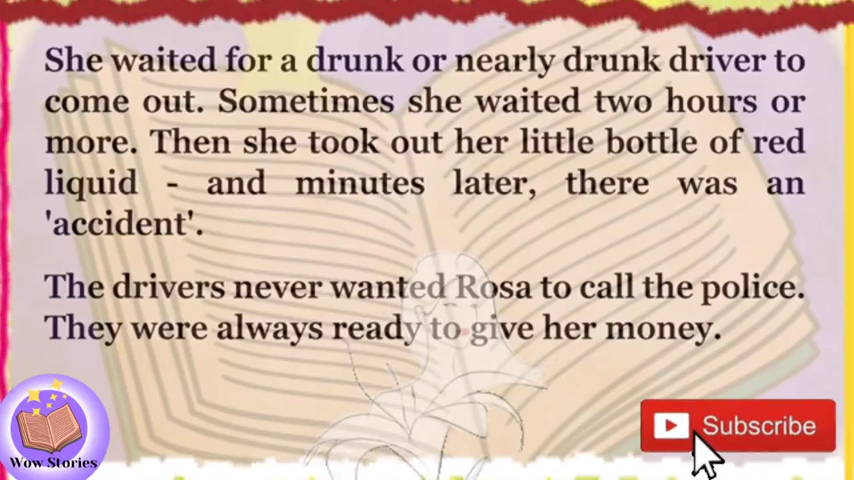 She waited for a drunk or nearly drunk driver to
come out. Sometimes she waited two hours or
more. Then she took out her little bottle of red
liquid - and minutes later, there was an
'accident'.
The drivers never wanted Rosa to call the police.
They were always ready to give her money.
Subscribe
Wow Stories